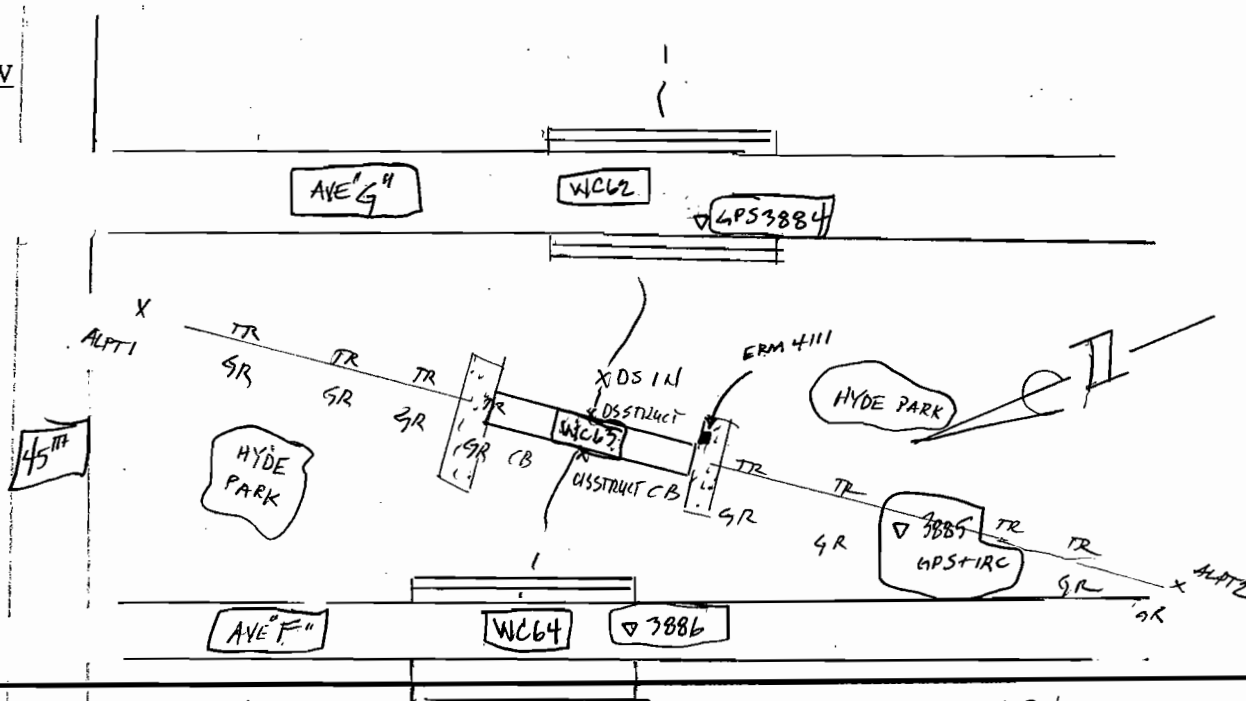 AVE "G"
WC62
GPS3884
X
ALPT1
TR
TR
TR
GR
GR
GR
ERM 4111
X DS IN
DSSTRUCT
WC63
GR
CB
USSTRUCT CB
HYDE PARK
45TH
HYDE
PARK
TR
TR
TR
TR
GR
GR
3885
GPS+IRC
GR
GR
X ALPT2
AVE "F"
WC64
3886